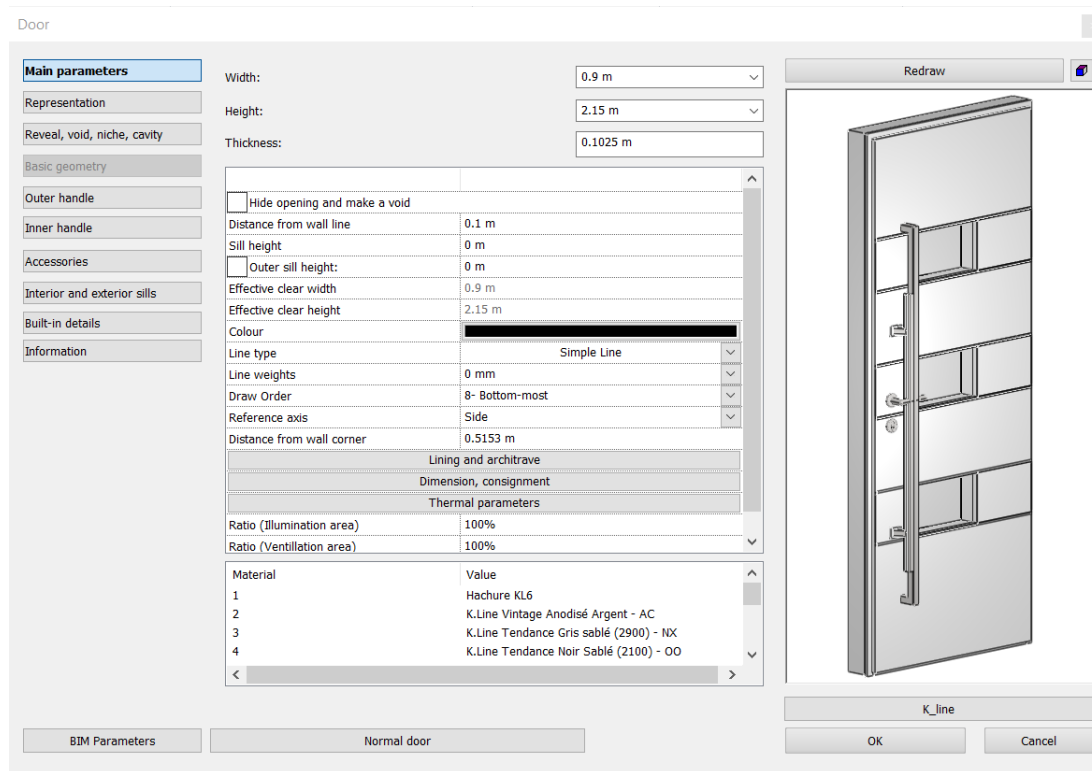 Door
Main parameters
Representation
Reveal, void, niche, cavity
Basic geometry
Outer handle
Inner handle
Accessories
Interior and exterior sills
Built-in details
Information
Width: 0.9 m
Height: 2.15 m
Thickness: 0.1025 m
Hide opening and make a void
Distance from wall line 0.1 m
Sill height 0 m
Outer sill height: 0 m
Effective clear width 0.9 m
Effective clear height 2.15 m
Colour
Line type Simple Line
Line weights 0 mm
Draw Order 8- Bottom-most
Reference axis Side
Distance from wall corner 0.5153 m
Lining and architrave
Dimension, consignment
Thermal parameters
Ratio (Illumination area) 100%
Ratio (Ventillation area) 100%
Material Value
1 Hachure KL6
2 K.Line Vintage Anodisé Argent - AC
3 K.Line Tendance Gris sablé (2900) - NX
4 K.Line Tendance Noir Sablé (2100) - OO
Redraw
K_line
BIM Parameters
Normal door
OK
Cancel